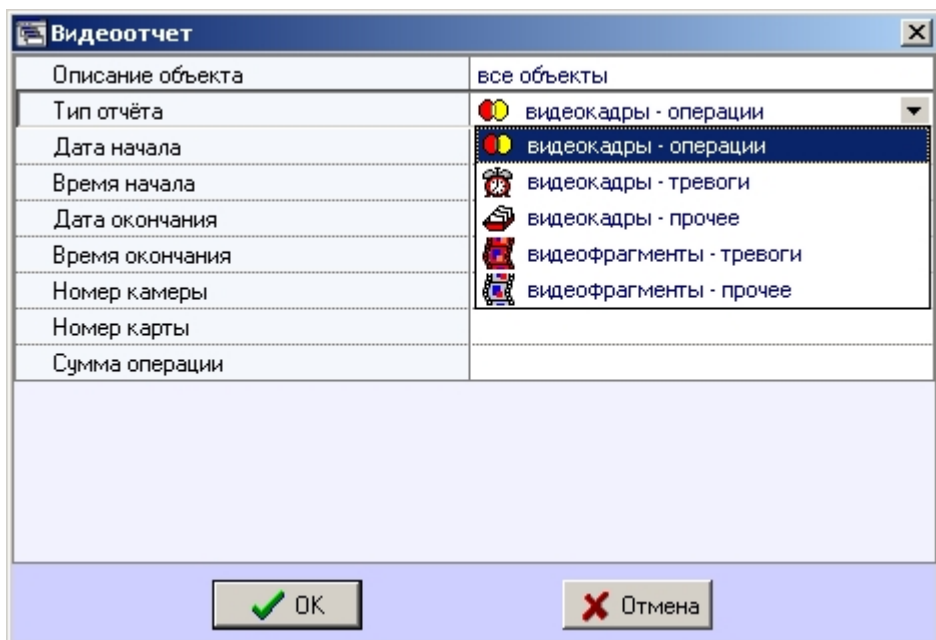 Видеоотчет
Описание объекта все объекты
Тип отчёта видеокадры - операции
Дата начала видеокадры - операции
Время начала видеокадры - тревоги
Дата окончания видеокадры - прочее
Время окончания видеофрагменты - тревоги
Номер камеры видеофрагменты - прочее
Номер карты
Сумма операции
OK Отмена